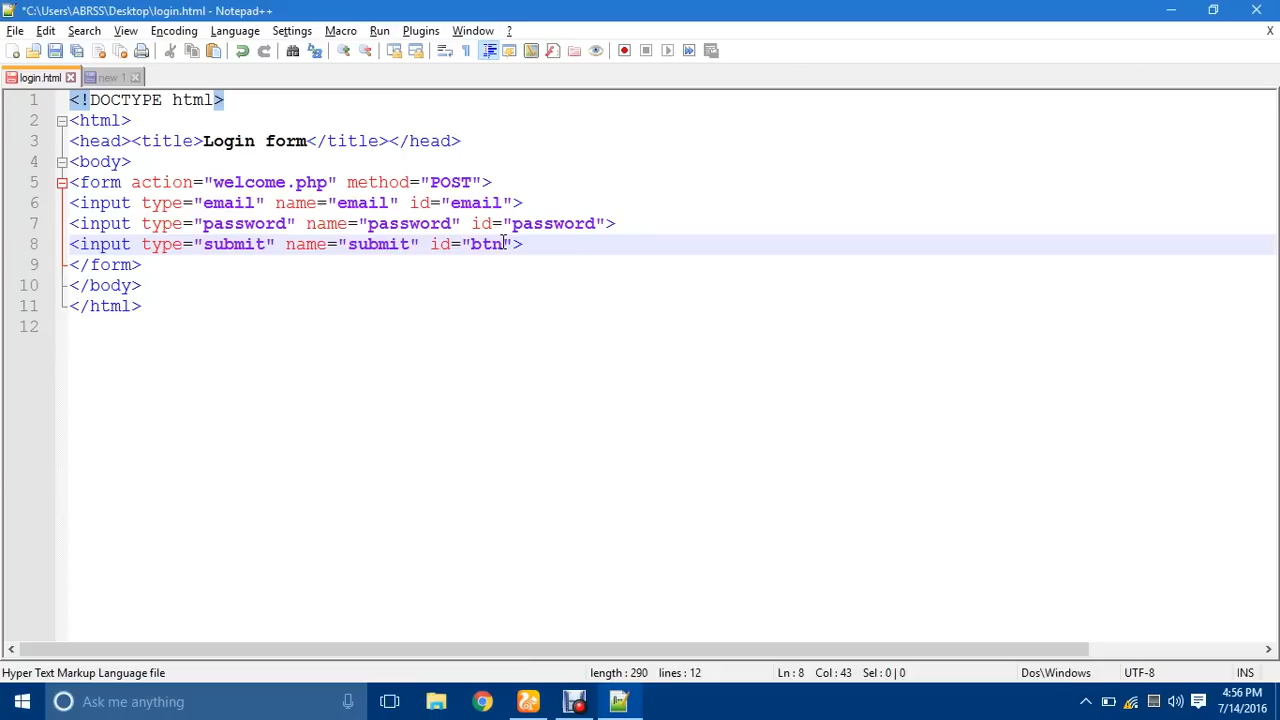 *C:\Users\ABRSS\Desktop\login.html - Notepad++
File Edit Search View Encoding Language Settings Macro Run Plugins Window ? X
login.html new 1
1 <!DOCTYPE html>
2 <html>
3 <head><title>Login form</title></head>
4 <body>
5 <form action="welcome.php" method="POST">
6 <input type="email" name="email" id="email">
7 <input type="password" name="password" id="password">
8 <input type="submit" name="submit" id="btn">
9 </form>
10 </body>
11 </html>
12
Hyper Text Markup Language file length : 290 lines : 12 Ln : 8 Col : 43 Sel : 0 | 0 Dos\Windows UTF-8 INS
Ask me anything 4:56 PM
7/14/2016